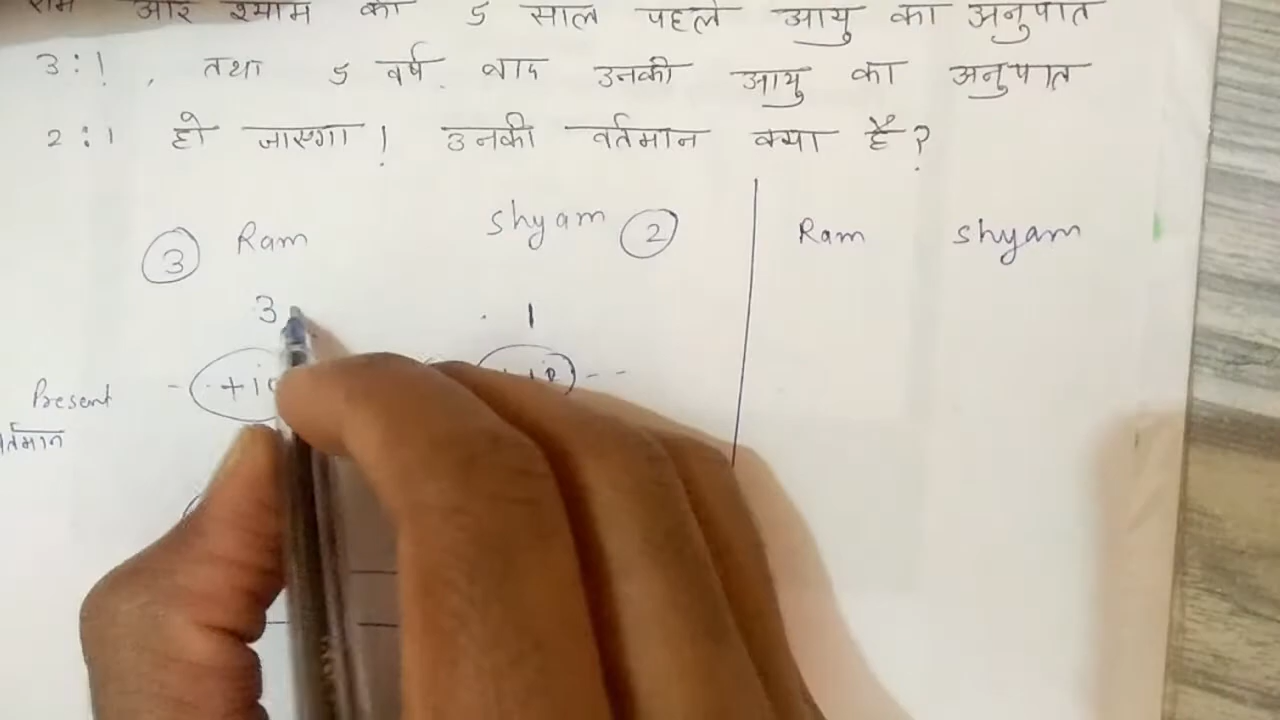 राम और श्याम का 5 साल पहले आयु का अनुपात
3:1, तथा 5 वर्ष बाद उनकी आयु का अनुपात
2:1 हो जाएगा! उनकी वर्तमान क्या है?
③ Ram Shyam ② Ram Shyam
3 1
Present